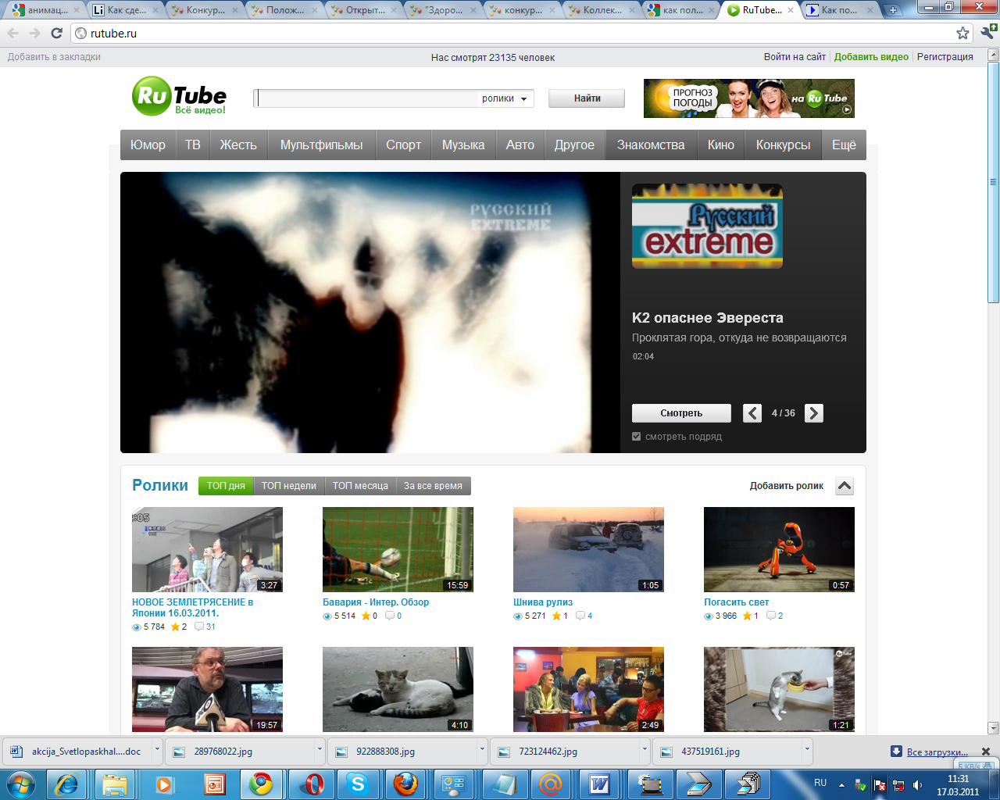 анимац...
Как сде...
Конкур...
Полож...
Открыт...
"Здоро...
конкур...
Коллек...
как пол...
RuTube...
Как по...
rutube.ru
Добавить в закладки
Нас смотрят 23135 человек
Войти на сайт
Добавить видео
Регистрация
RuTube
Всё видео!
ролики
Найти
ПРОГНОЗ
ПОГОДЫ
на RuTube
Юмор
ТВ
Жесть
Мультфильмы
Спорт
Музыка
Авто
Другое
Знакомства
Кино
Конкурсы
Ещё
РУССКИЙ
EXTREME
Русский
extreme
К2 опаснее Эвереста
Проклятая гора, откуда не возвращаются
02:04
Смотреть
4 / 36
смотреть подряд
Ролики
ТОП дня
ТОП недели
ТОП месяца
За все время
Добавить ролик
:05
3:27
15:59
1:05
0:57
НОВОЕ ЗЕМЛЕТРЯСЕНИЕ в
Японии 16.03.2011.
5 784
2
31
Бавария - Интер. Обзор
5 514
0
0
Шнива рулиз
5 271
1
4
Погасить свет
3 966
1
2
19:57
4:10
2:49
RuTube
1:21
akcija_Svetlopaskhal....doc
289768022.jpg
922888308.jpg
723124462.jpg
437519161.jpg
Все загрузки...
5 KB/s
RU
11:31
17.03.2011